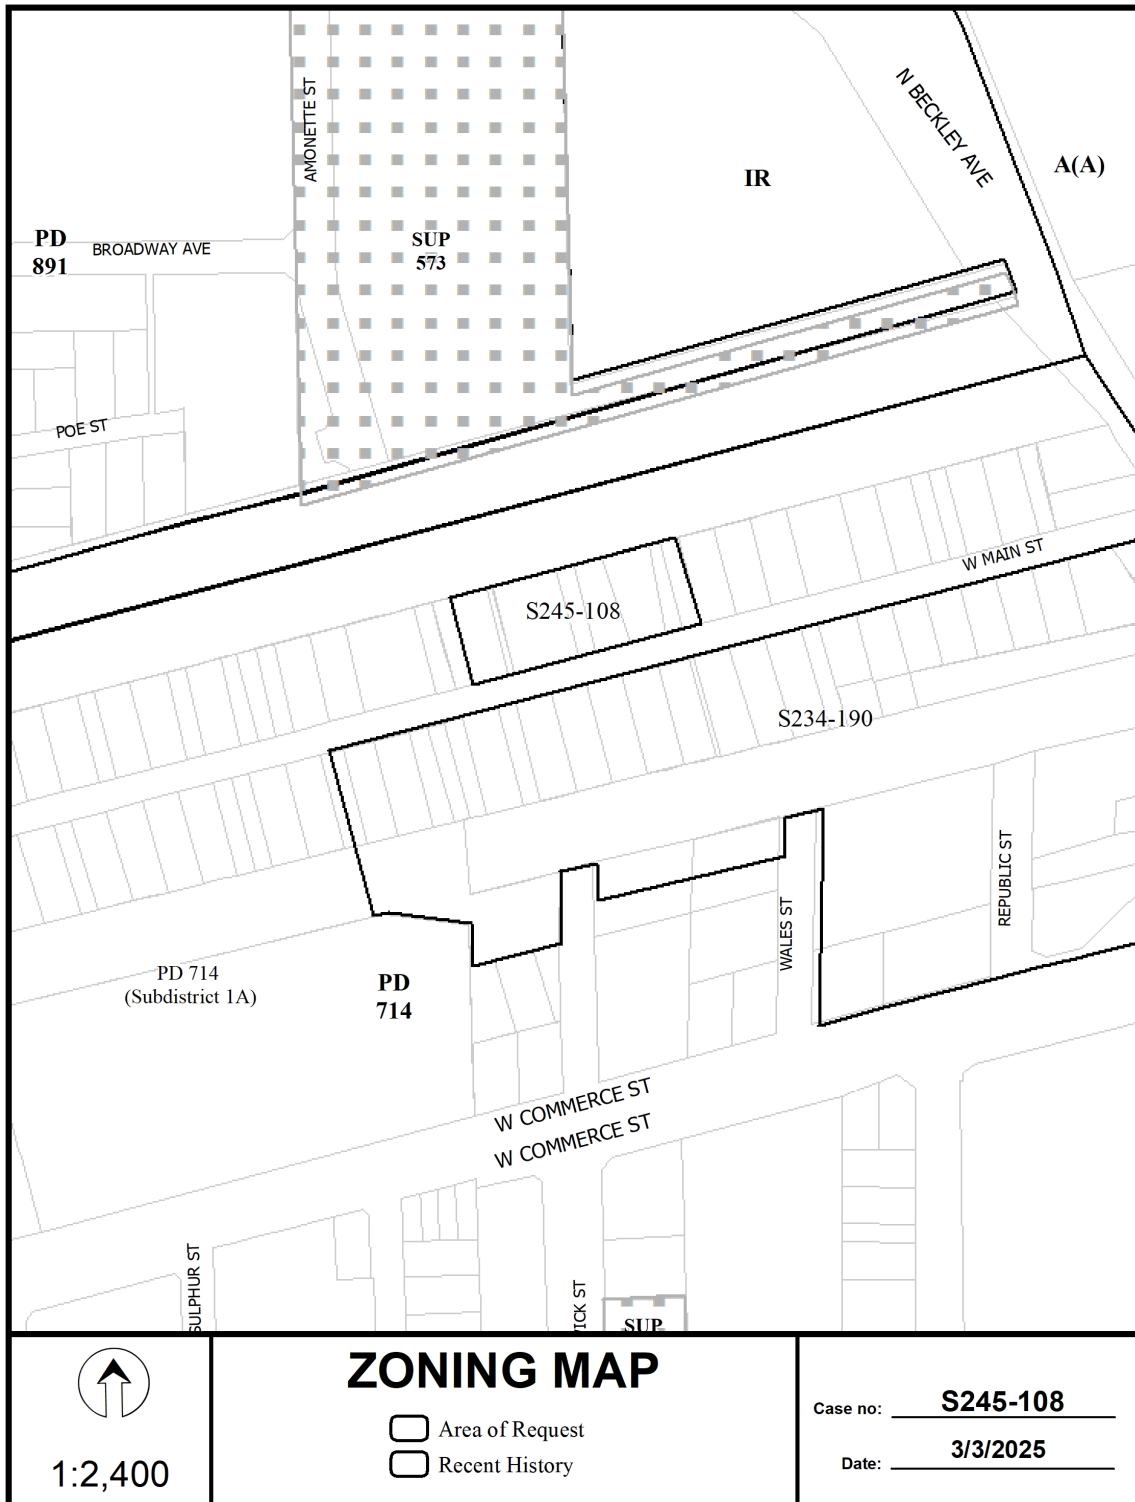 AMONETTE ST
N BECKLEY AVE
IR
A(A)
PD
891
BROADWAY AVE
SUP
573
POE ST
W MAIN ST
S245-108
S234-190
REPUBLIC ST
WALES ST
PD 714
(Subdistrict 1A)
PD
714
W COMMERCE ST
W COMMERCE ST
SULPHUR ST
ICK ST
SUP
1:2,400
ZONING MAP
Area of Request
Recent History
Case no: S245-108
Date: 3/3/2025